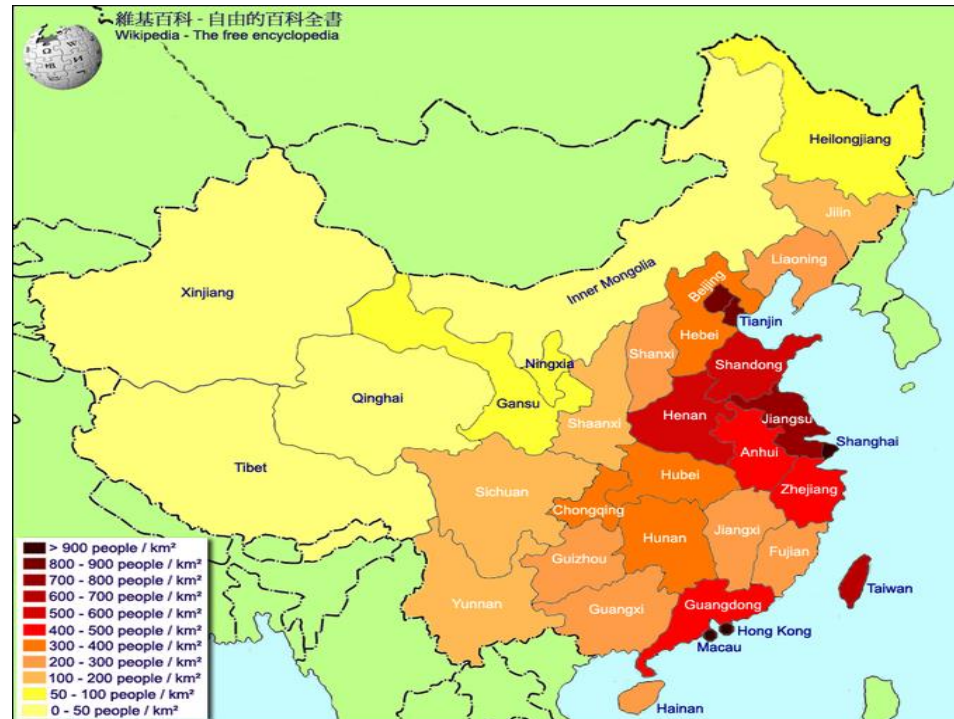 維基百科 - 自由的百科全書
Wikipedia - The free encyclopedia
Heilongjiang
Jilin
Liaoning
Inner Mongolia
Xinjiang
Beijing
Tianjin
Hebei
Shanxi
Ningxia
Shandong
Qinghai
Gansu
Shaanxi
Henan
Jiangsu
Shanghai
Anhui
Tibet
Sichuan
Hubei
Zhejiang
Chongqing
Hunan
Jiangxi
Guizhou
Fujian
Yunnan
Guangxi
Guangdong
Taiwan
Hong Kong
Macau
Hainan
> 900 people / km²
800 - 900 people / km²
700 - 800 people / km²
600 - 700 people / km²
500 - 600 people / km²
400 - 500 people / km²
300 - 400 people / km²
200 - 300 people / km²
100 - 200 people / km²
50 - 100 people / km²
0 - 50 people / km²